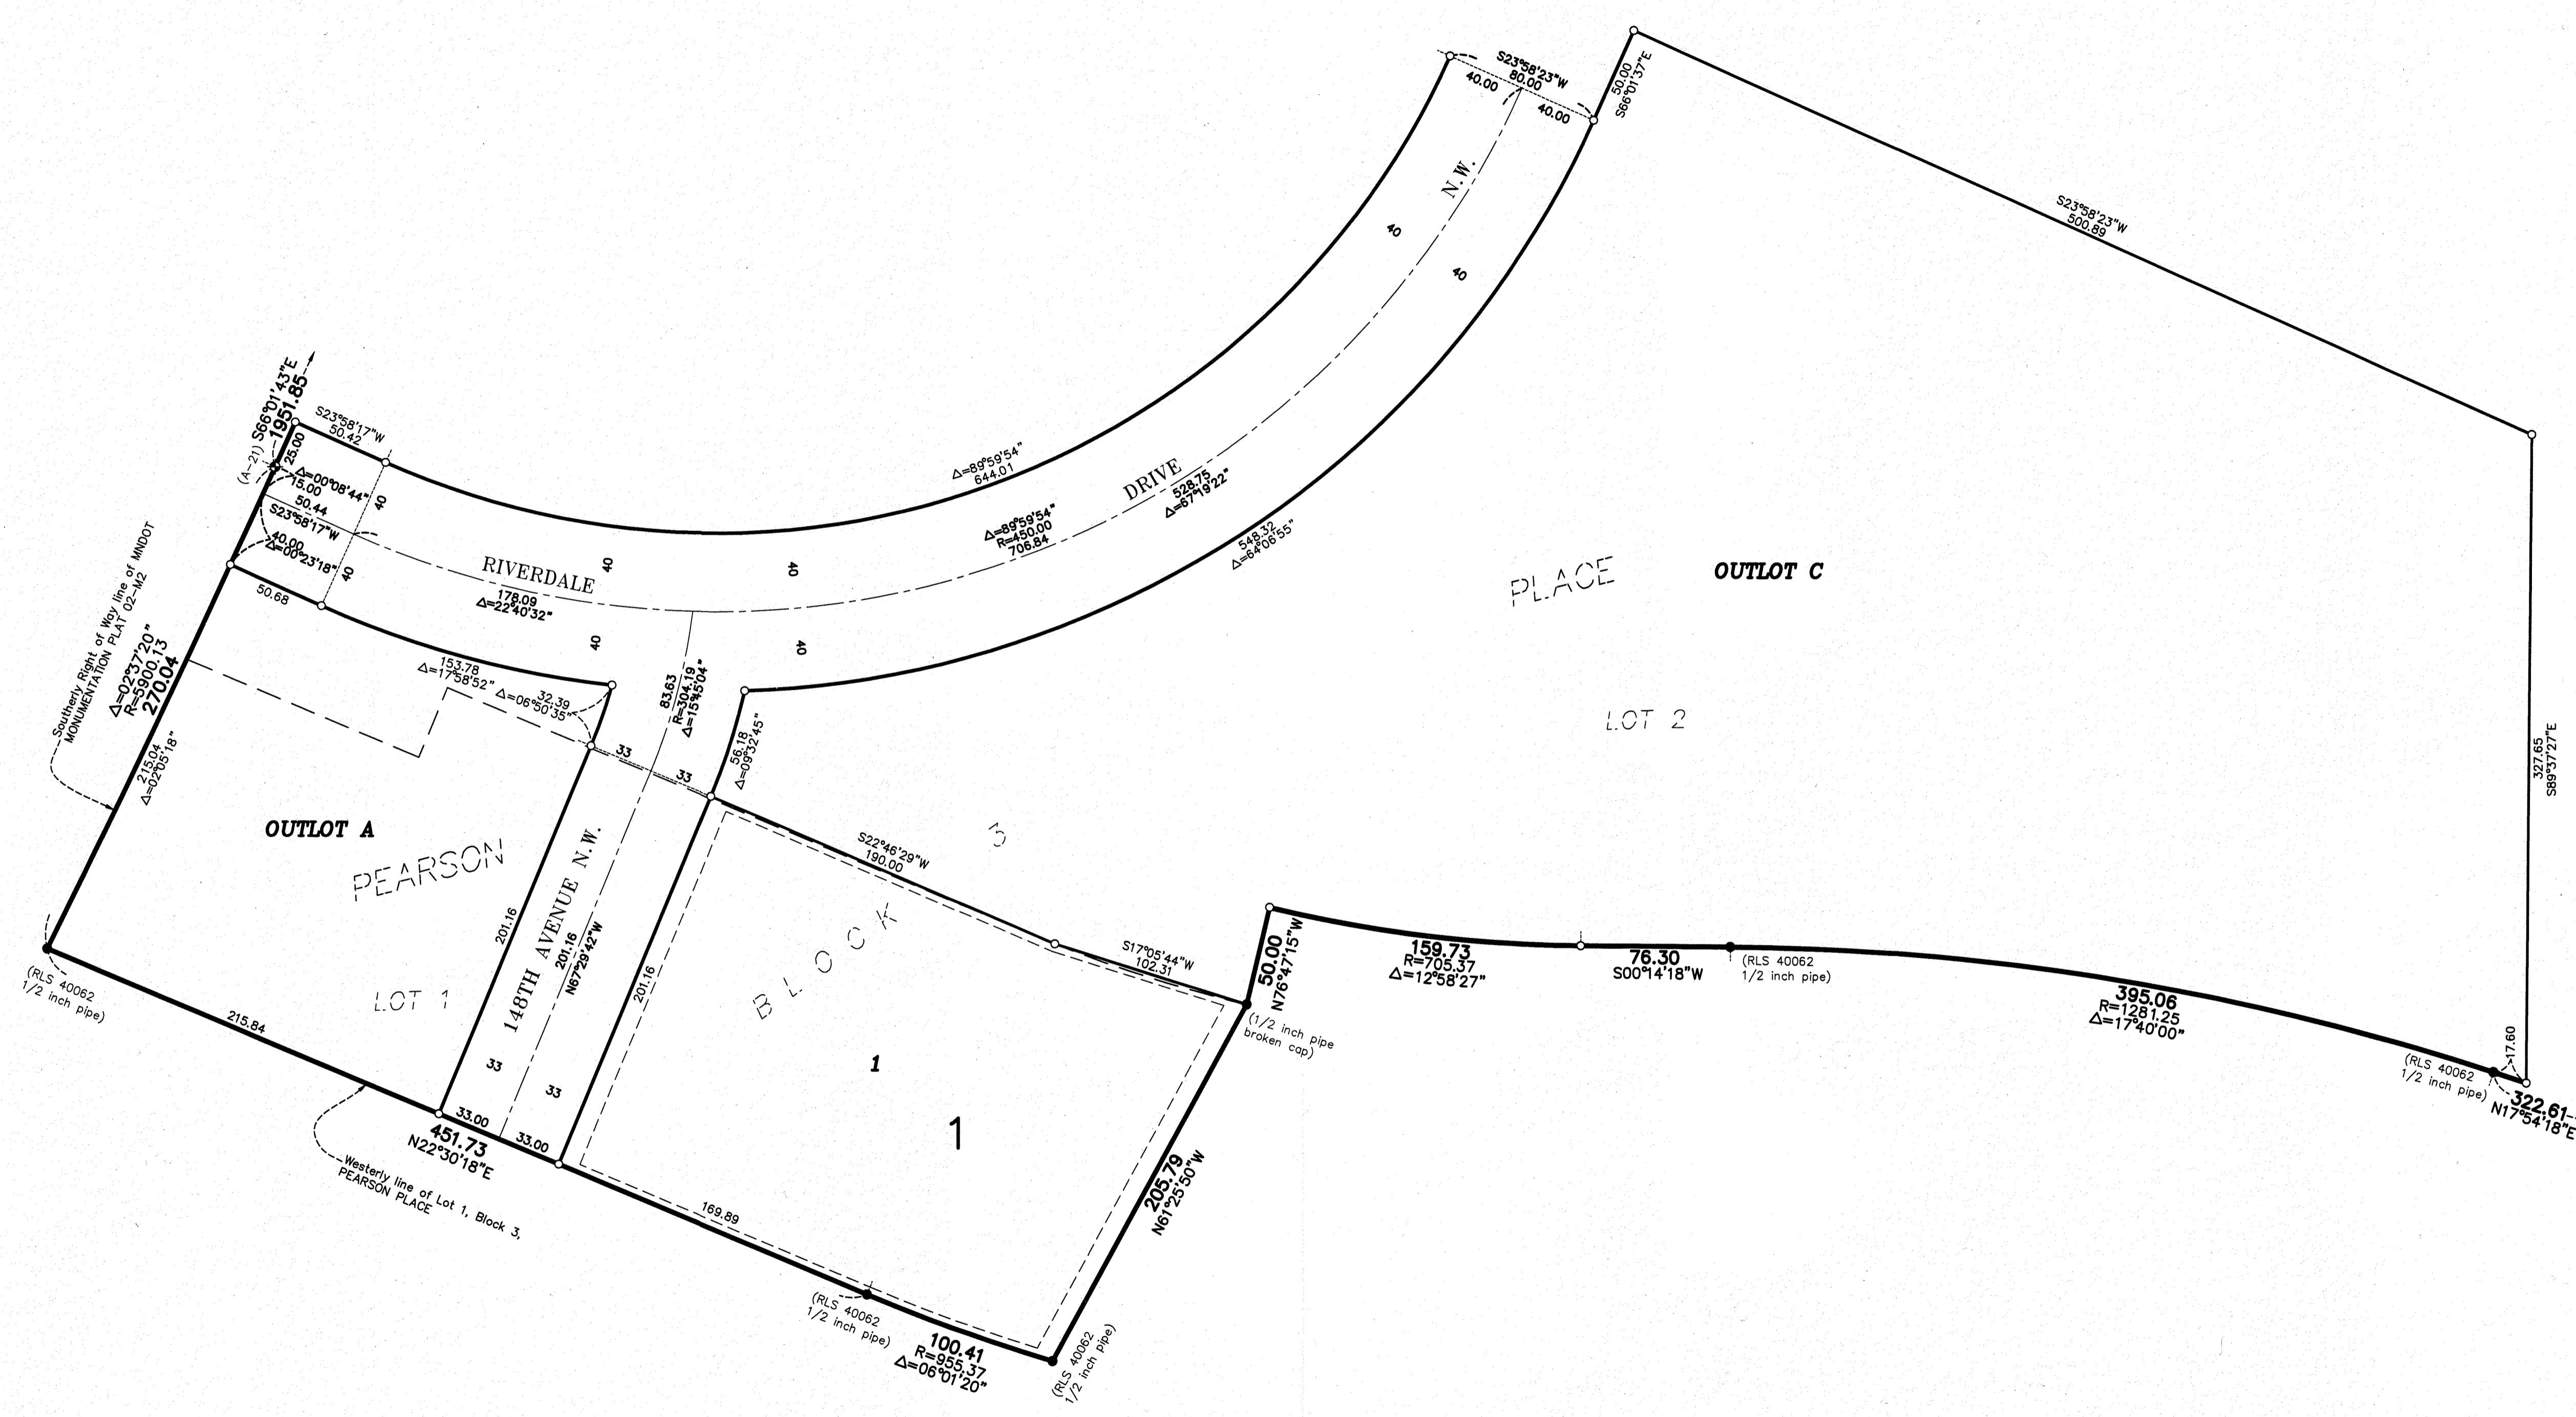 S23°58'23"W
80.00
40.00
40.00
50.00
S66°01'37"E
N.W.
40
40
S23°58'23"W
500.89
(A-21) S66°01'43"E
1951.85
25.00
S23°58'17"W
50.42
Δ=00°08'44"
15.00
50.44
S23°58'17"W
40.00
Δ=00°23'18"
40
40
Δ=89°59'54"
644.01
DRIVE
528.75
Δ=67°19'22"
Δ=89°59'54"
R=450.00
706.84
548.32
Δ=64°06'55"
RIVERDALE
178.09
Δ=22°40'32"
40
40
40
40
50.68
153.78
Δ=17°58'52"
32.39
Δ=06°50'35"
83.63
R=304.19
Δ=15°45'04"
56.18
Δ=09°32'45"
33
33
PLACE
OUTLOT C
LOT 2
327.65
S89°37'27"E
Southerly Right of Way line of MNDOT
MONUMENTATION PLAT 02-M2
Δ=02°37'20"
R=5900.13
270.04
215.04
Δ=02°05'18"
OUTLOT A
PEARSON
LOT 1
201.16
148TH AVENUE N.W.
201.16
N67°29'42"W
201.16
33
33
S22°46'29"W
190.00
3
S17°05'44"W
102.31
BLOCK
1
1
50.00
N76°47'15"W
(1/2 inch pipe
broken cap)
159.73
R=705.37
Δ=12°58'27"
76.30
S00°14'18"W
(RLS 40062
1/2 inch pipe)
395.06
R=1281.25
Δ=17°40'00"
(RLS 40062
1/2 inch pipe)
17.60
322.61
N17°54'18"E
(RLS 40062
1/2 inch pipe)
215.84
33.00
33.00
451.73
N22°30'18"E
Westerly line of Lot 1, Block 3,
PEARSON PLACE
169.89
205.79
N61°25'50"W
(RLS 40062
1/2 inch pipe)
100.41
R=955.37
Δ=06°01'20"
(RLS 40062
1/2 inch pipe)